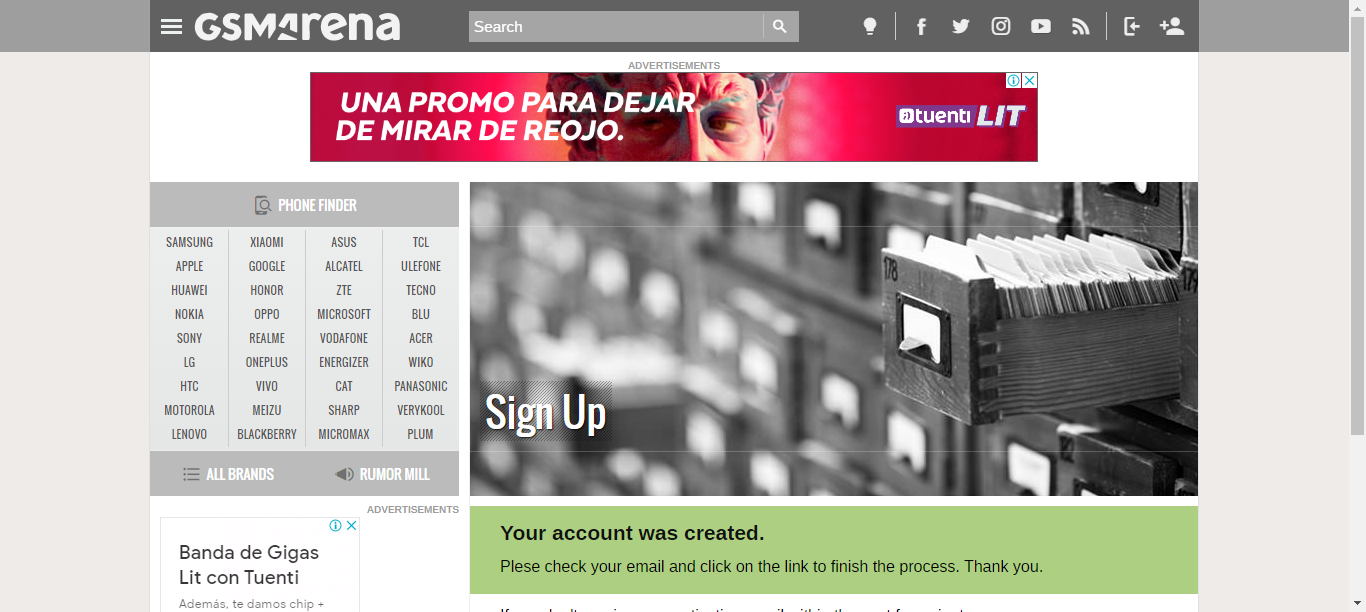 GSMArena
Search
ADVERTISEMENTS
UNA PROMO PARA DEJAR
DE MIRAR DE REOJO.
@tuenti LIT
PHONE FINDER
SAMSUNG XIAOMI ASUS TCL
APPLE GOOGLE ALCATEL ULEFONE
HUAWEI HONOR ZTE TECNO
NOKIA OPPO MICROSOFT BLU
SONY REALME VODAFONE ACER
LG ONEPLUS ENERGIZER WIKO
HTC VIVO CAT PANASONIC
MOTOROLA MEIZU SHARP VERYKOOL
LENOVO BLACKBERRY MICROMAX PLUM
ALL BRANDS RUMOR MILL
178
Sign Up
ADVERTISEMENTS
Banda de Gigas
Lit con Tuenti
Además, te damos chip +
Your account was created.
Plese check your email and click on the link to finish the process. Thank you.